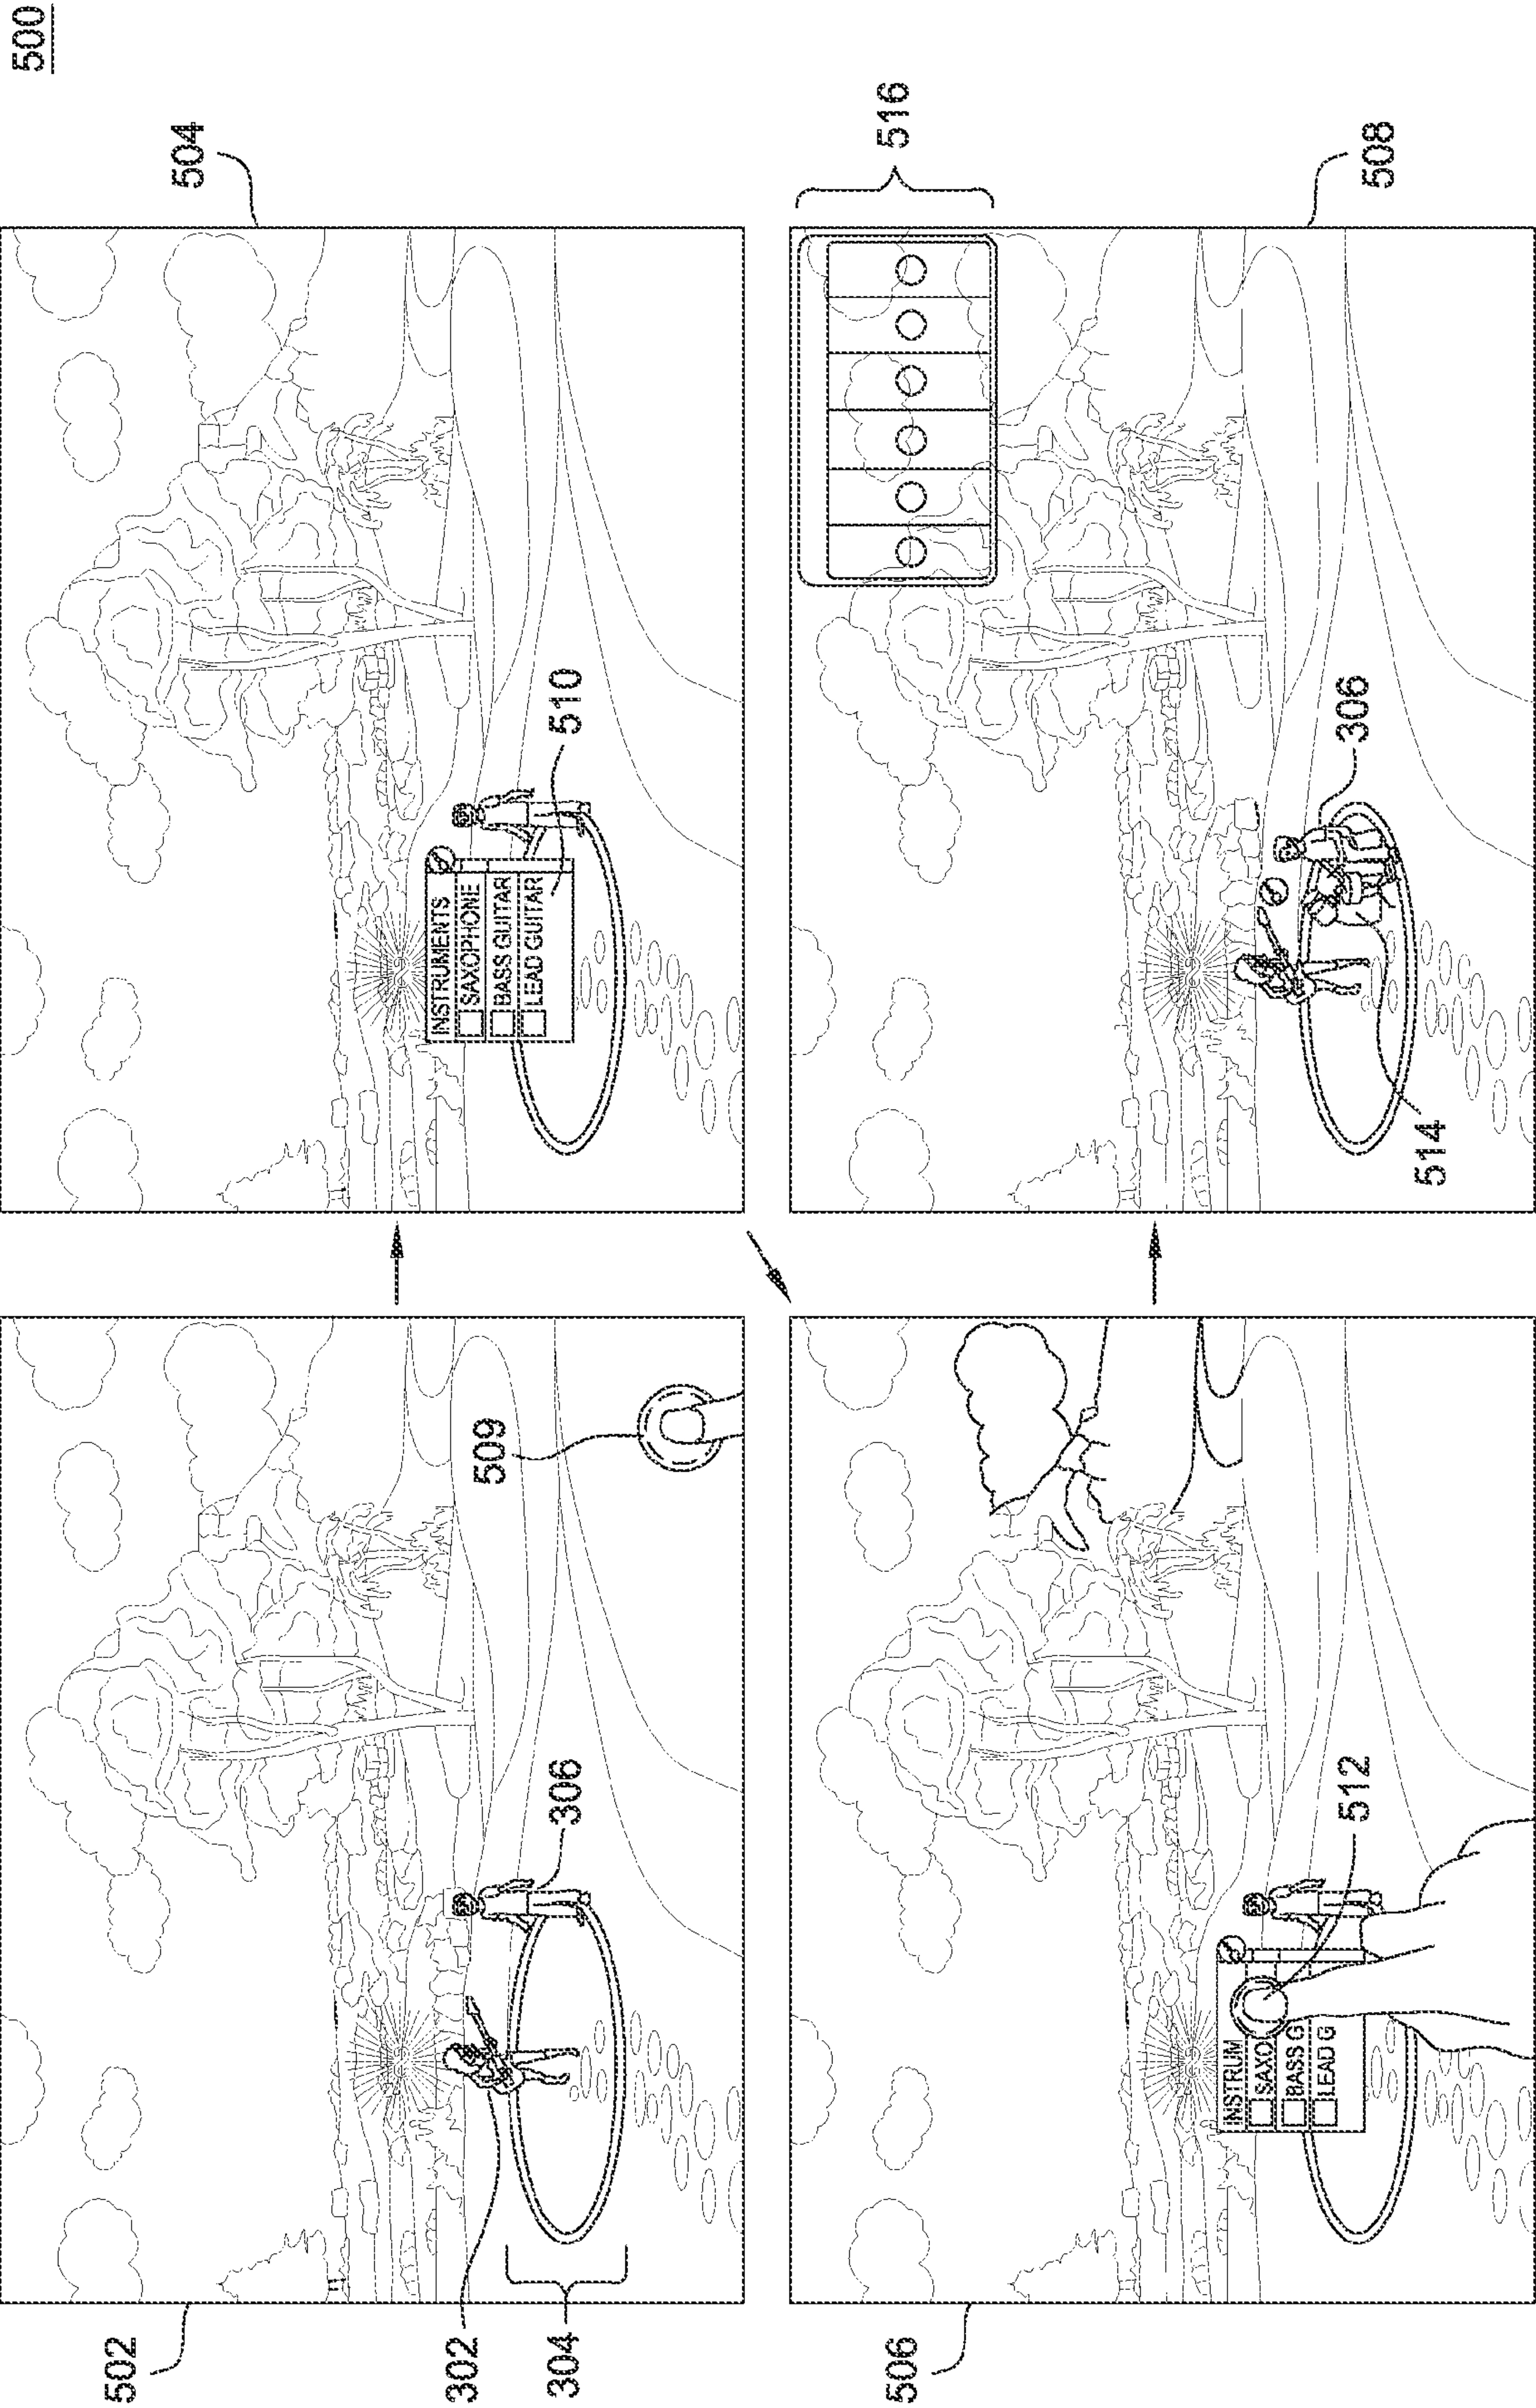 500
502
302
304
306
509
504
INSTRUMENTS
SAXOPHONE
BASS GUITAR
LEAD GUITAR
510
506
INSTRUM
SAXO
BASS G
LEAD G
512
508
516
306
514